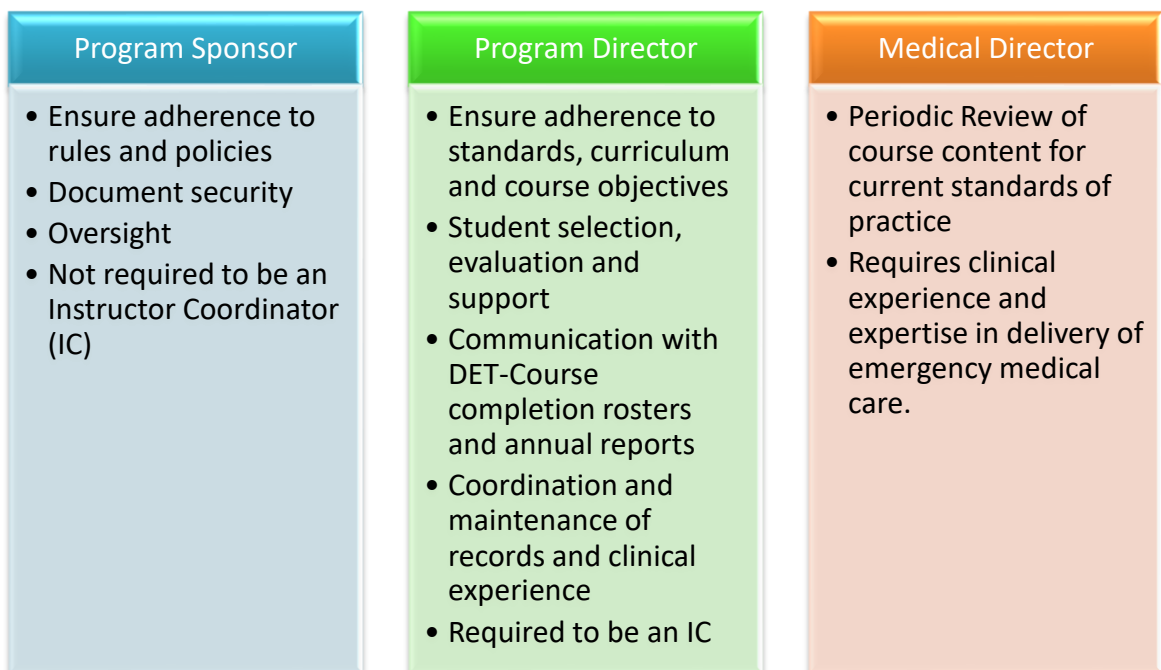 Program Sponsor
• Ensure adherence to
rules and policies
• Document security
• Oversight
• Not required to be an
Instructor Coordinator
(IC)
Program Director
• Ensure adherence to
standards, curriculum
and course objectives
• Student selection,
evaluation and
support
• Communication with
DET-Course
completion rosters
and annual reports
• Coordination and
maintenance of
records and clinical
experience
• Required to be an IC
Medical Director
• Periodic Review of
course content for
current standards of
practice
• Requires clinical
experience and
expertise in delivery of
emergency medical
care.